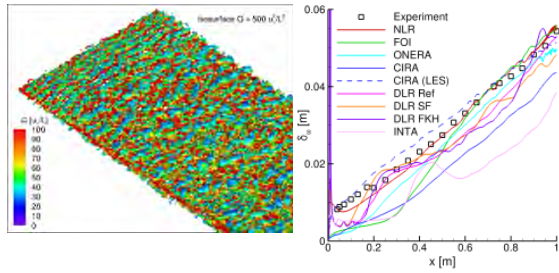 isosurface Q = 500 u²/L²
100
90
80
70
60
50
40
30
20
10
0
0.06
0.04
0.02
0
δω [m]
Experiment
NLR
FOI
ONERA
CIRA
CIRA (LES)
DLR Ref
DLR SF
DLR FKH
INTA
0 0.2 0.4 0.6 0.8 1
x [m]